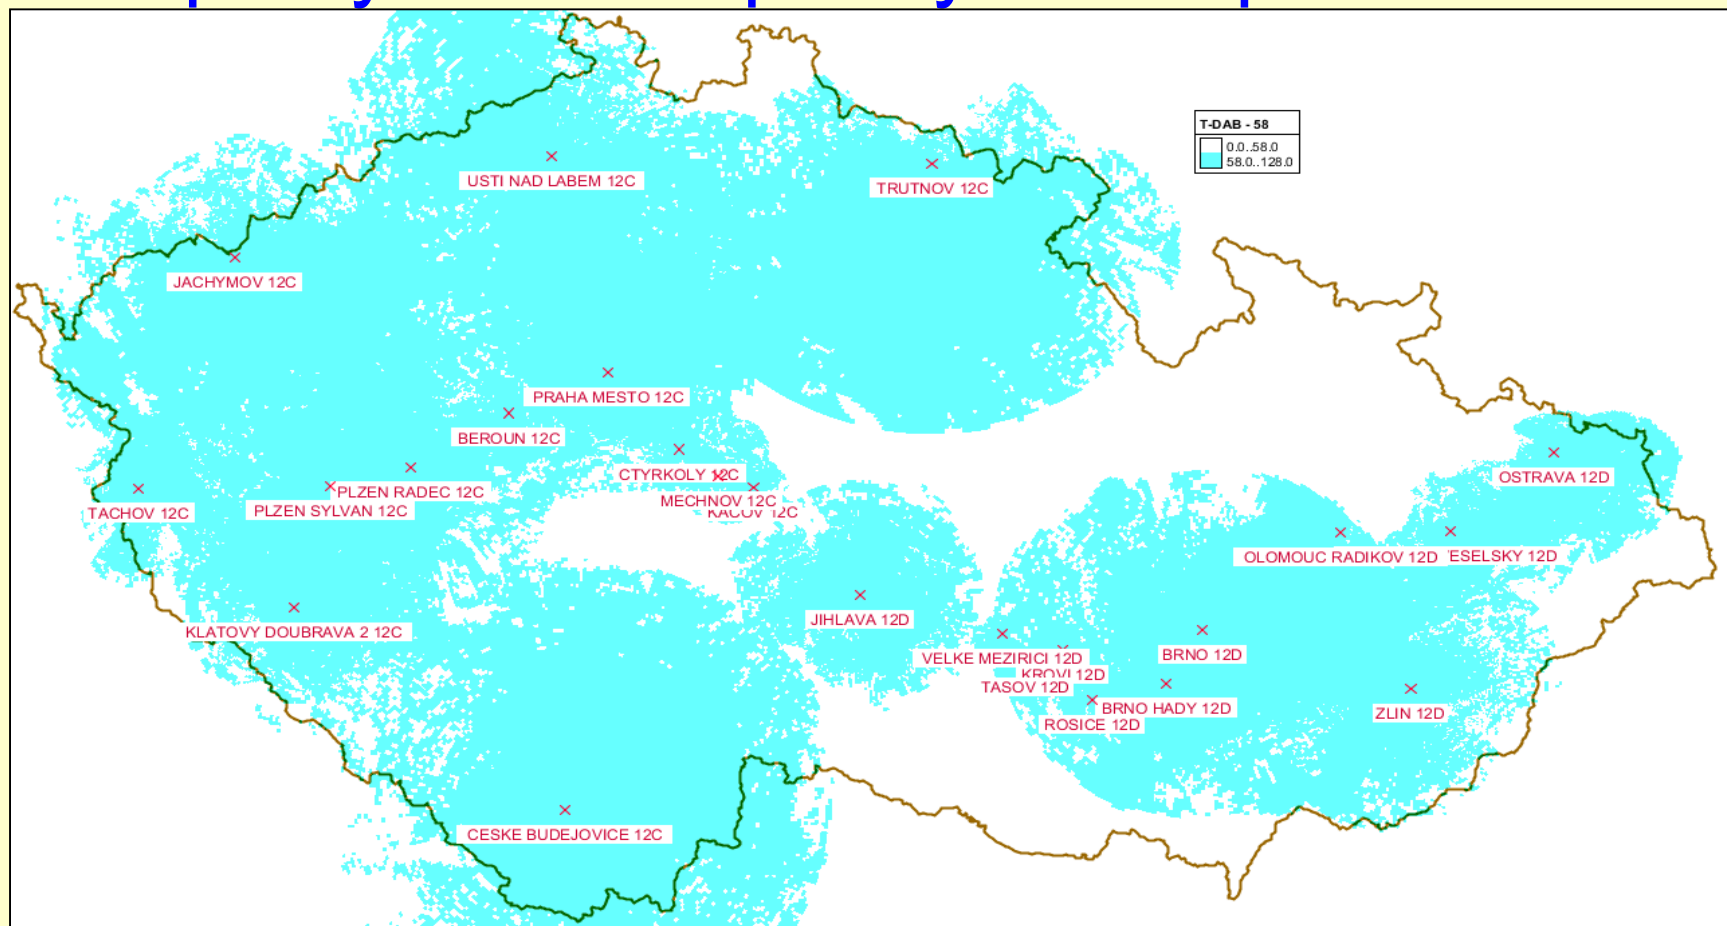 T-DAB - 58
0.0..58.0
58.0..128.0
USTI NAD LABEM 12C
TRUTNOV 12C
JACHYMOV 12C
PRAHA MESTO 12C
BEROUN 12C
CTYRKOLY 12C
OSTRAVA 12D
PLZEN RADEC 12C
MECHNOV 12C
TACHOV 12C
PLZEN SYLVAN 12C
KACOV 12C
OLOMOUC RADIKOV 12D
ESELSKY 12D
JIHLAVA 12D
KLATOVY DOUBRAVA 2 12C
VELKE MEZIRICI 12D
BRNO 12D
KROVI 12D
TASOV 12D
BRNO HADY 12D
ZLIN 12D
ROSICE 12D
CESKE BUDEJOVICE 12C